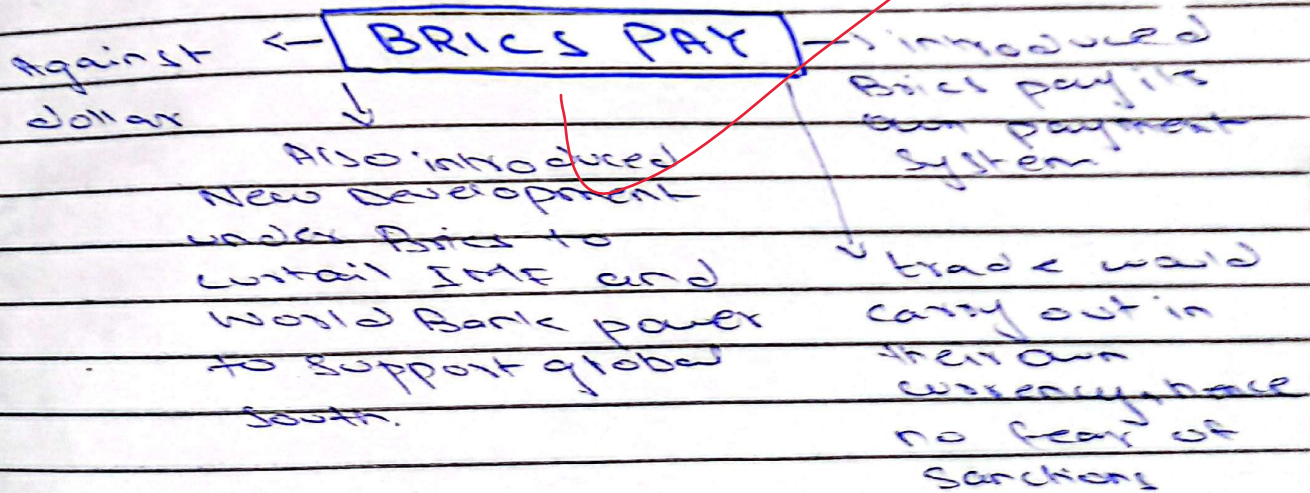 BRICS PAY
Against
dollar
Also introduced
New Development
under Brics to
curtail IMF and
World Bank power
to support global
South.
introduced
Brics pay its
own payment
system
trade would
carry out in
their own
currency, hence
no fear of
Sanctions